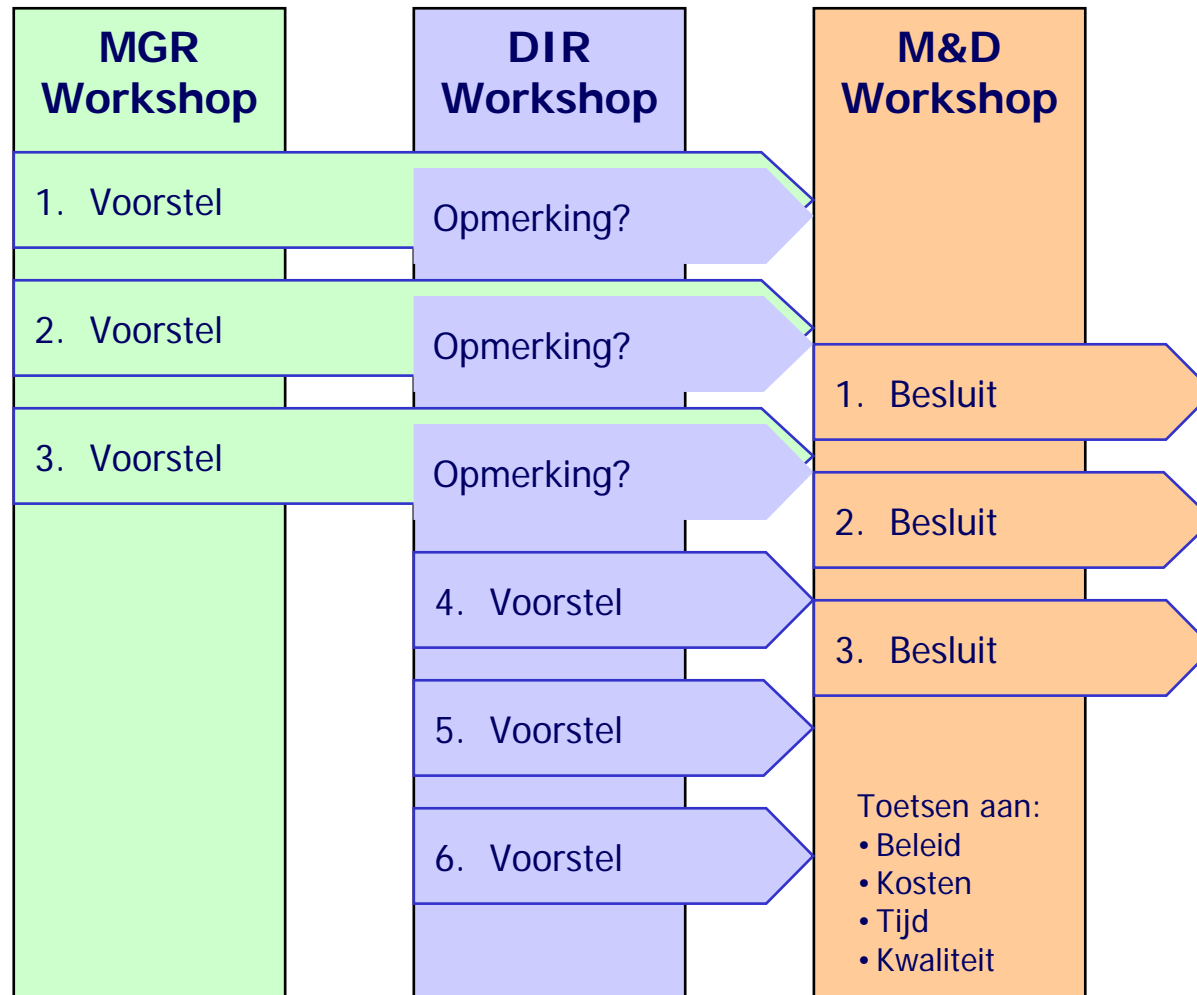 MGR
Workshop
DIR
Workshop
M&D
Workshop
1. Voorstel
Opmerking?
2. Voorstel
Opmerking?
3. Voorstel
Opmerking?
4. Voorstel
5. Voorstel
6. Voorstel
1. Besluit
2. Besluit
3. Besluit
Toetsen aan:
• Beleid
• Kosten
• Tijd
• Kwaliteit